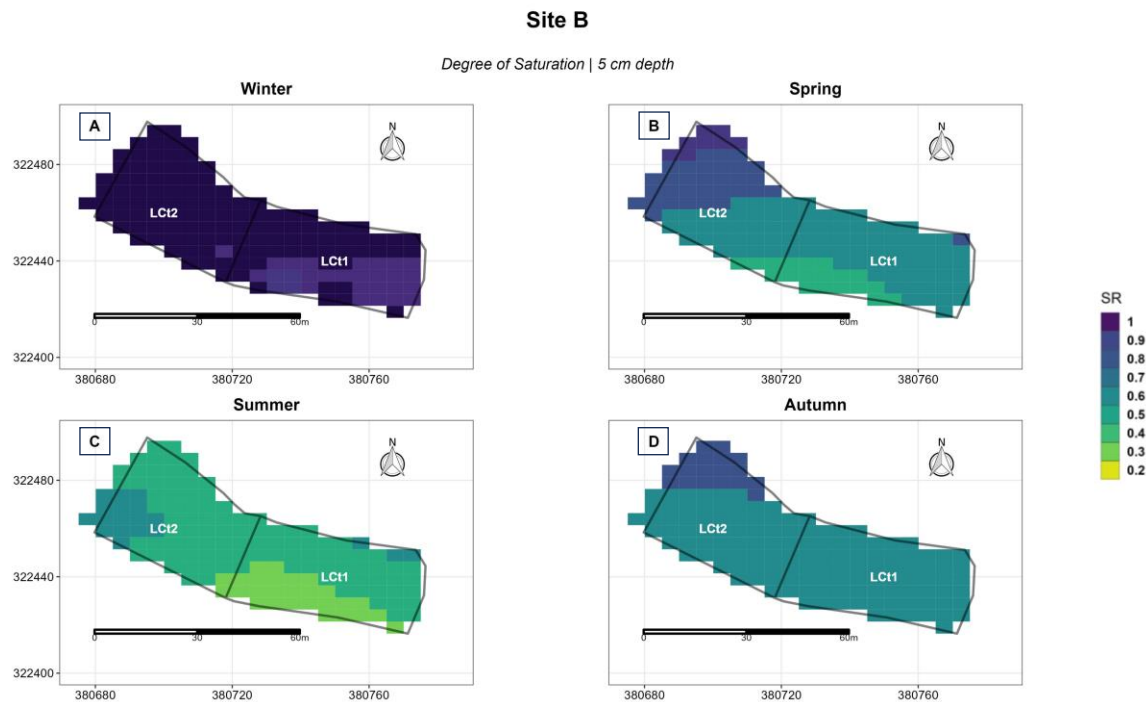 Site B
Degree of Saturation | 5 cm depth
Winter
A
N
LCt2
LCt1
0 30 60m
322480
322440
322400
380680 380720 380760
Spring
B
N
LCt2
LCt1
0 30 60m
380680 380720 380760
Summer
C
N
LCt2
LCt1
0 30 60m
322480
322440
322400
380680 380720 380760
Autumn
D
N
LCt2
LCt1
0 30 60m
380680 380720 380760
SR
1
0.9
0.8
0.7
0.6
0.5
0.4
0.3
0.2